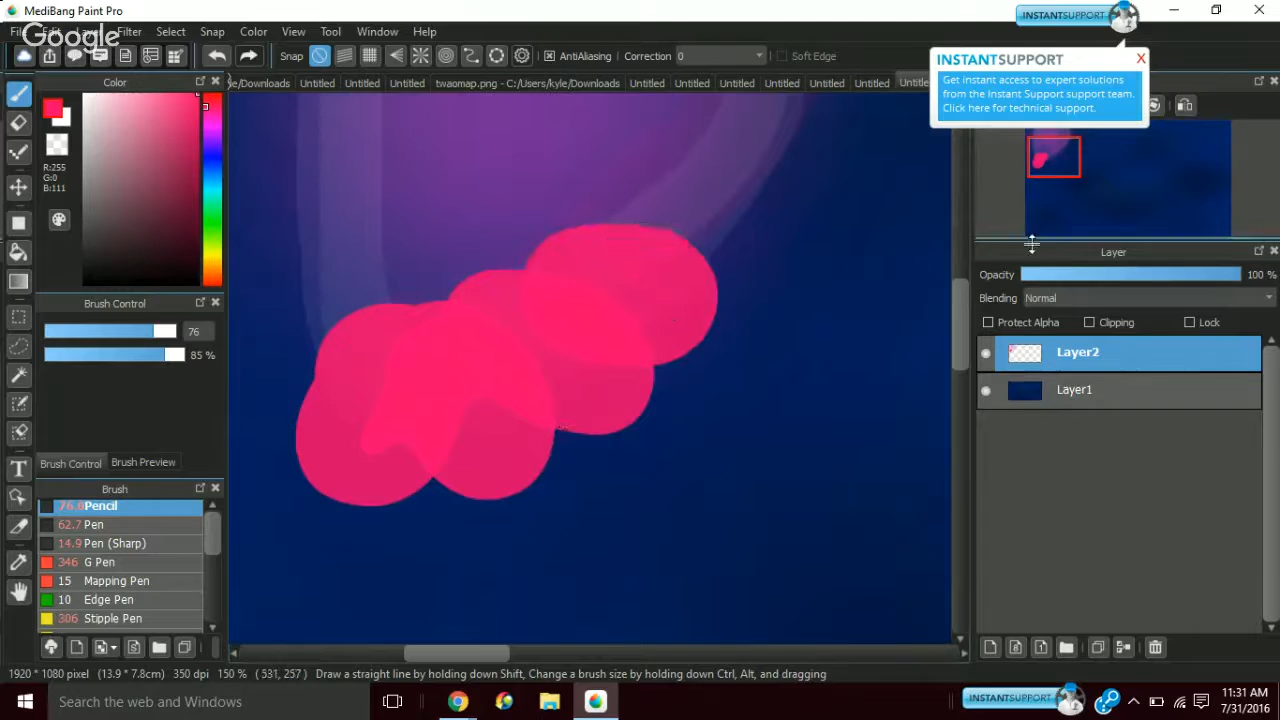 MediBang Paint Pro
INSTANTSUPPORT
Google
Filter Select Snap Color View Tool Window Help
Snap AntiAliasing Correction 0 Soft Edge
INSTANTSUPPORT X
Get instant access to expert solutions
from the Instant Support support team.
Click here for technical support.
Color
e/Downloads Untitled Untitled Untitled twaomap.png - C:/Users/kyle/Downloads Untitled Untitled Untitled Untitled Untitled
R:255
G:0
B:111
Layer
Opacity 100 %
Blending Normal
Protect Alpha Clipping Lock
Layer2
Layer1
Brush Control
76
85 %
Brush Control Brush Preview
Brush
76.0 Pencil
62.7 Pen
14.9 Pen (Sharp)
346 G Pen
15 Mapping Pen
10 Edge Pen
306 Stipple Pen
1920 * 1080 pixel (13.9 * 7.8cm) 350 dpi 150 % (531, 257) Draw a straight line by holding down Shift, Change a brush size by holding down Ctrl, Alt, and dragging
Search the web and Windows
INSTANTSUPPORT
11:31 AM
7/31/2016